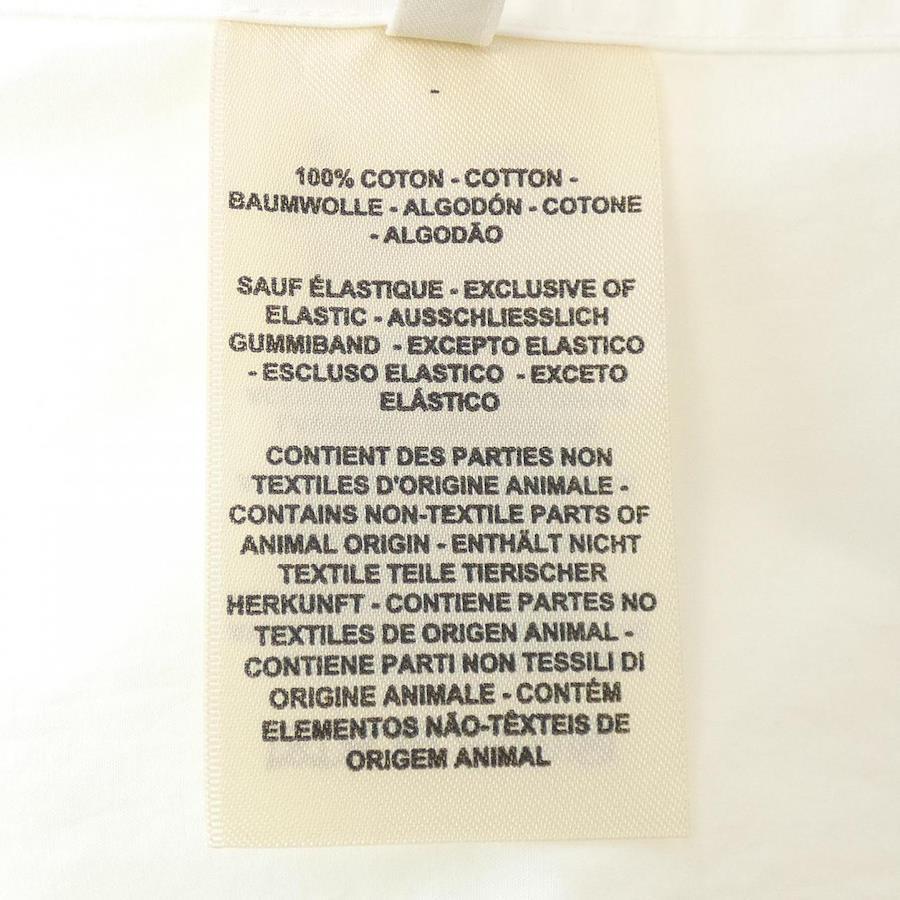 -
100% COTON - COTTON -
BAUMWOLLE - ALGODÓN - COTONE
- ALGODÃO
SAUF ÉLASTIQUE - EXCLUSIVE OF
ELASTIC - AUSSCHLIESSLICH
GUMMIBAND - EXCEPTO ELASTICO
- ESCLUSO ELASTICO - EXCETO
ELÁSTICO
CONTIENT DES PARTIES NON
TEXTILES D'ORIGINE ANIMALE -
CONTAINS NON-TEXTILE PARTS OF
ANIMAL ORIGIN - ENTHÄLT NICHT
TEXTILE TEILE TIERISCHER
HERKUNFT - CONTIENE PARTES NO
TEXTILES DE ORIGEN ANIMAL -
CONTIENE PARTI NON TESSILI DI
ORIGINE ANIMALE - CONTÉM
ELEMENTOS NÃO-TÊXTEIS DE
ORIGEM ANIMAL